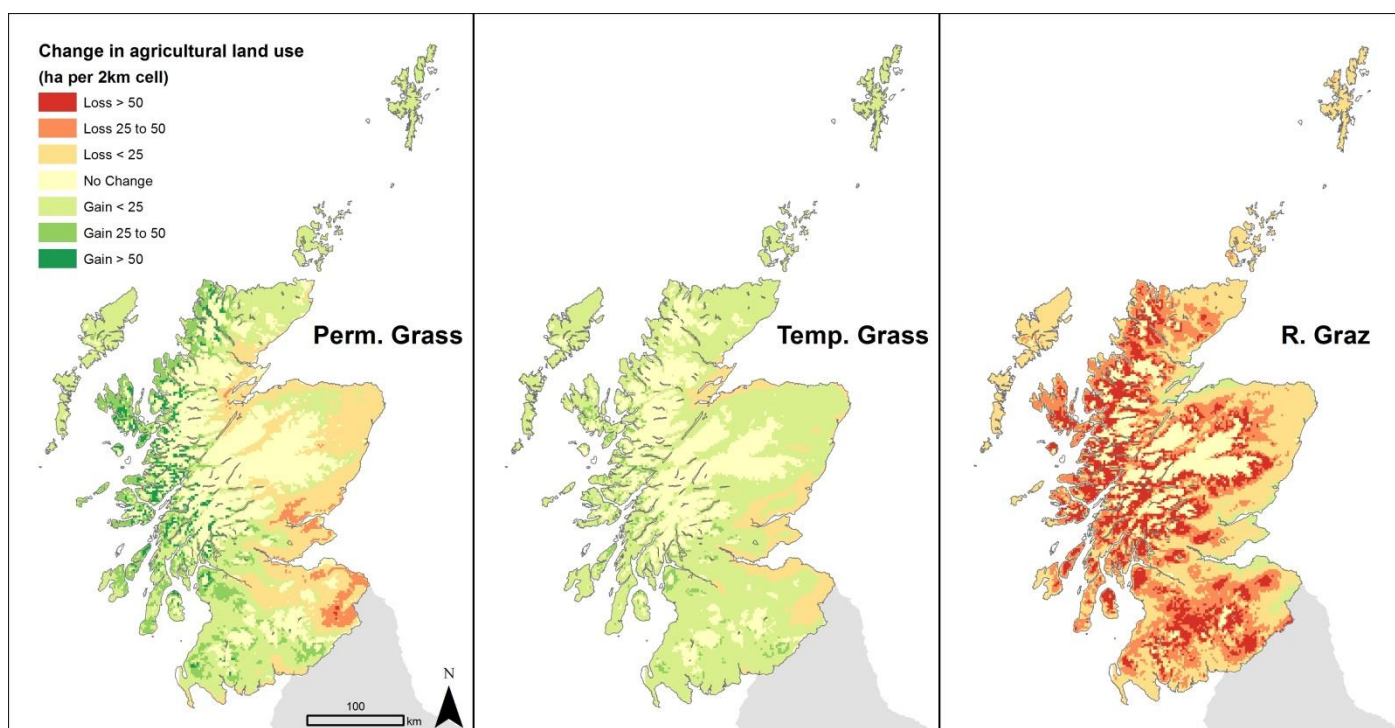 Change in agricultural land use
(ha per 2km cell)
Loss > 50
Loss 25 to 50
Loss < 25
No Change
Gain < 25
Gain 25 to 50
Gain > 50
Perm. Grass
Temp. Grass
R. Graz
N
100
km